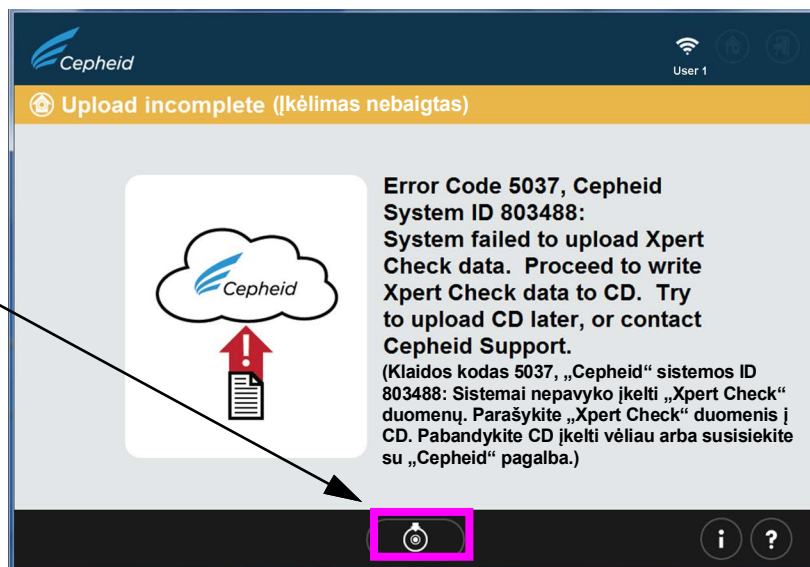 Cepheid
User 1
Upload incomplete (Įkėlimas nebaigtas)
Cepheid
Error Code 5037, Cepheid
System ID 803488:
System failed to upload Xpert
Check data. Proceed to write
Xpert Check data to CD. Try
to upload CD later, or contact
Cepheid Support.
(Klaidos kodas 5037, „Cepheid“ sistemos ID
803488: Sistemai nepavyko įkelti „Xpert Check“
duomenų. Parašykite „Xpert Check“ duomenis į
CD. Pabandykite CD įkelti vėliau arba susisiekite
su „Cepheid“ pagalba.)
i ?